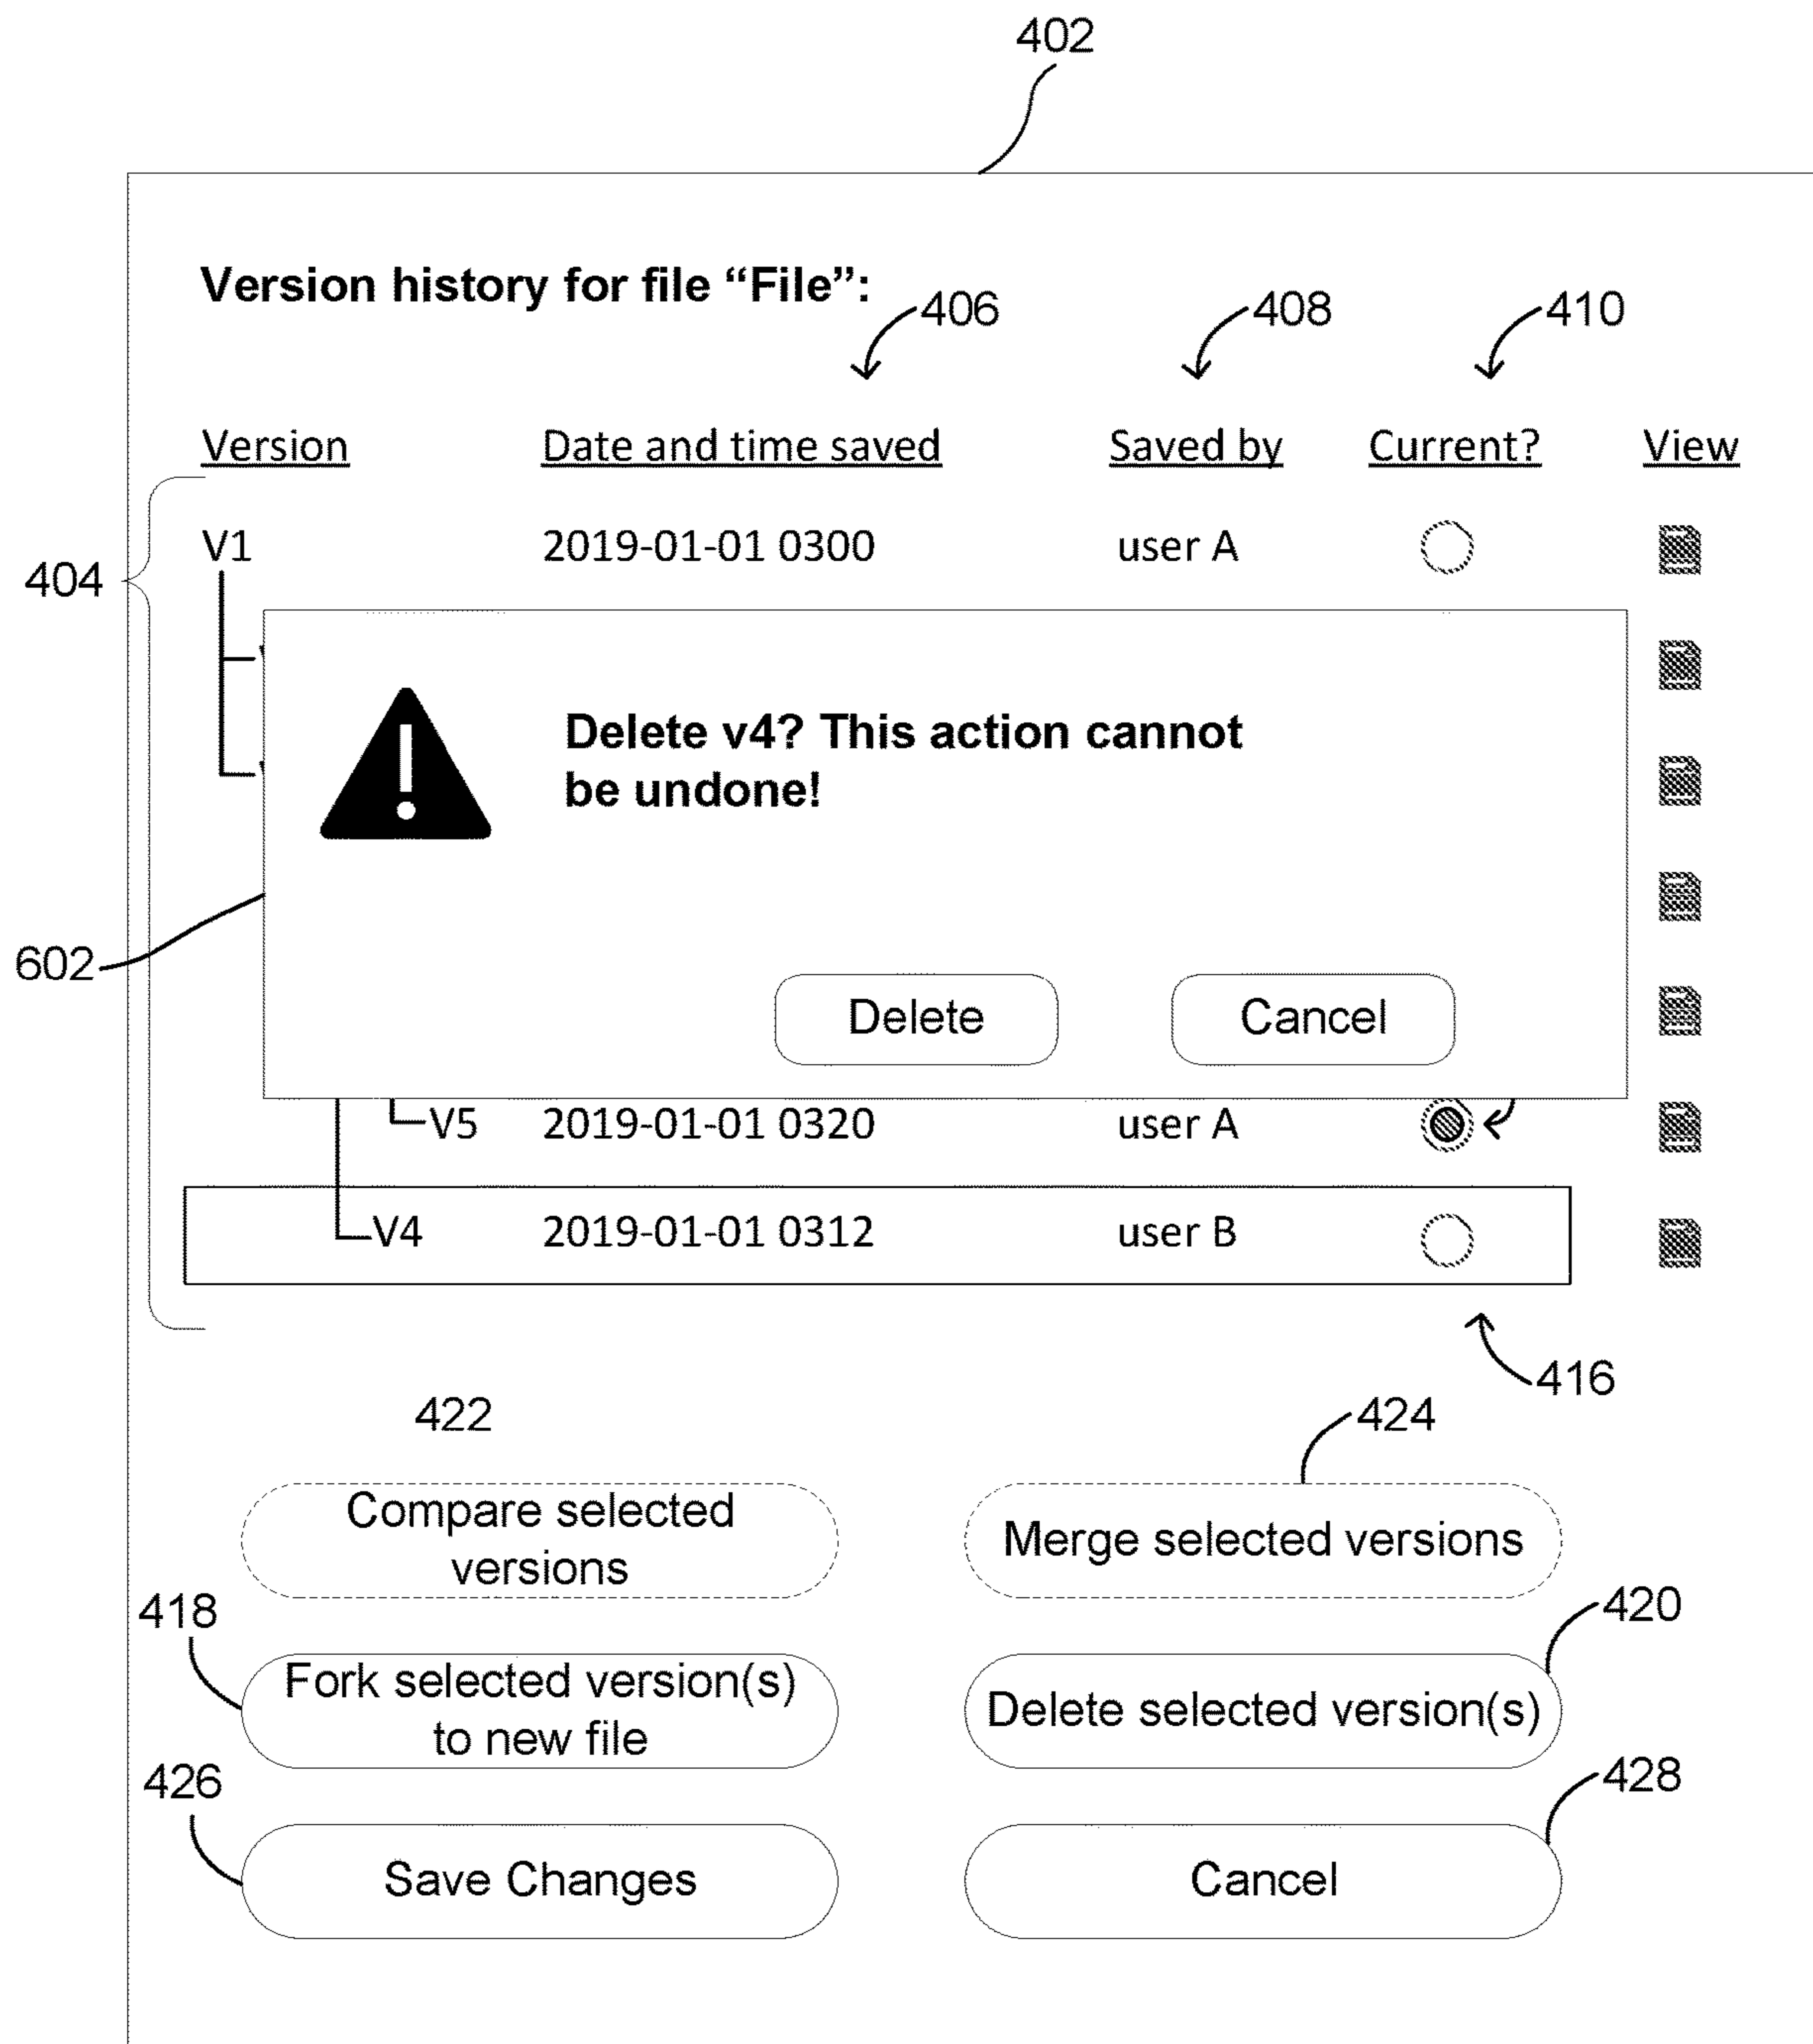 402
Version history for file “File”:
406
408
410
Version
Date and time saved
Saved by
Current?
View
404
V1
2019-01-01 0300
user A
Delete v4? This action cannot
be undone!
602
Delete
Cancel
V5
2019-01-01 0320
user A
V4
2019-01-01 0312
user B
416
422
424
Compare selected
versions
Merge selected versions
418
420
Fork selected version(s)
to new file
Delete selected version(s)
426
428
Save Changes
Cancel